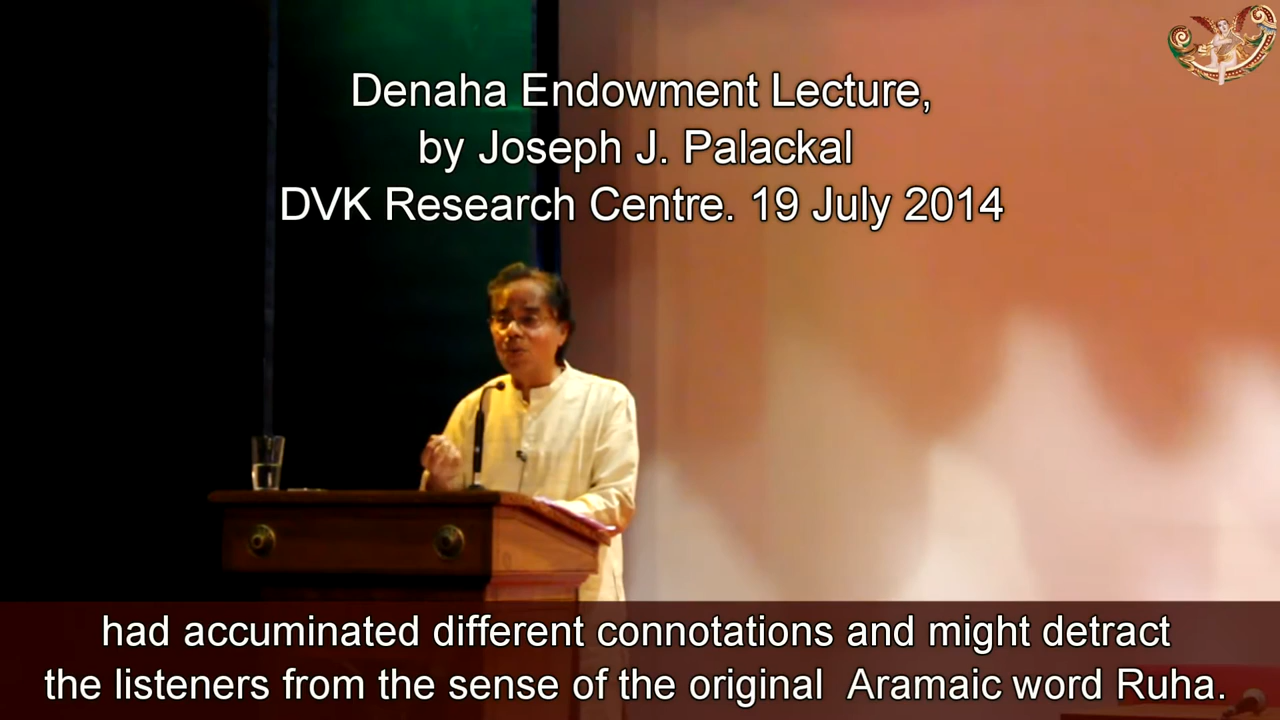 Denaha Endowment Lecture,
by Joseph J. Palackal
DVK Research Centre. 19 July 2014
had accuminated different connotations and might detract
the listeners from the sense of the original Aramaic word Ruha.